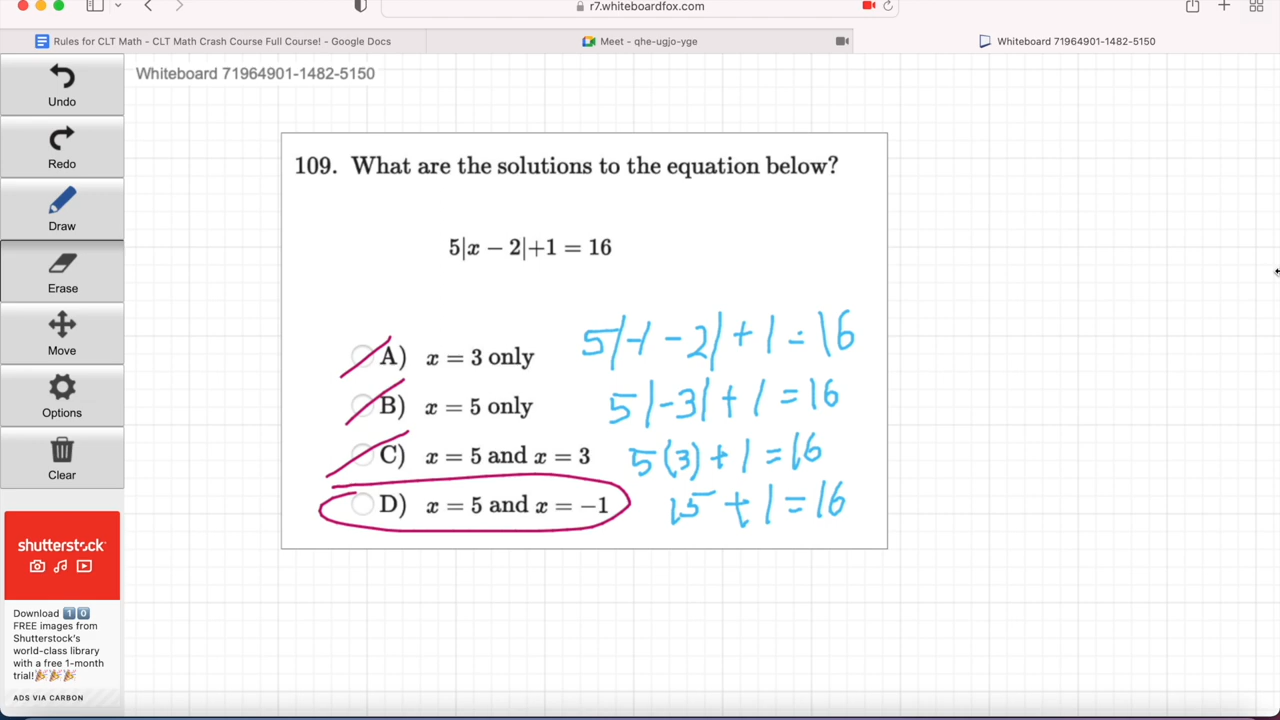 r7.whiteboardfox.com
Rules for CLT Math - CLT Math Crash Course Full Course! - Google Docs
Meet - qhe-ugjo-yge
Whiteboard 71964901-1482-5150
Whiteboard 71964901-1482-5150
Undo
Redo
Draw
Erase
Move
Options
Clear
109. What are the solutions to the equation below?
5|x − 2|+1 = 16
A) x = 3 only
B) x = 5 only
C) x = 5 and x = 3
D) x = 5 and x = −1
5|-1 - 2| + 1 = 16
5|-3| + 1 = 16
5(3) + 1 = 16
15 + 1 = 16
shutterstock
Download 1️⃣0️⃣
FREE images from
Shutterstock's
world-class library
with a free 1-month
trial!🎉🎉🎉
ADS VIA CARBON